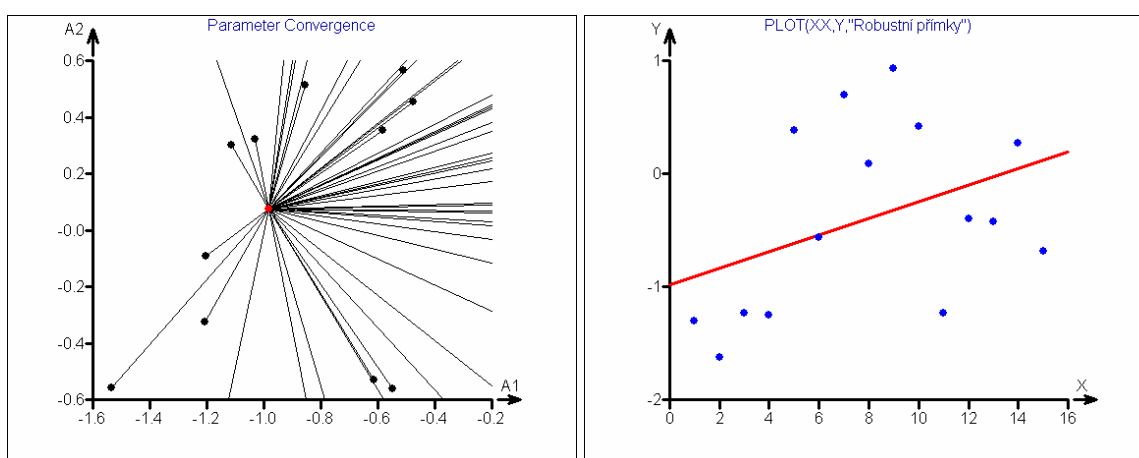 Parameter Convergence
A2
0.6
0.4
0.2
-0.0
-0.2
-0.4
-0.6
-1.6 -1.4 -1.2 -1.0 -0.8 -0.6 -0.4 -0.2
A1
PLOT(XX,Y,"Robustní přímky")
Y
1
0
-1
-2
0 2 4 6 8 10 12 14 16
X